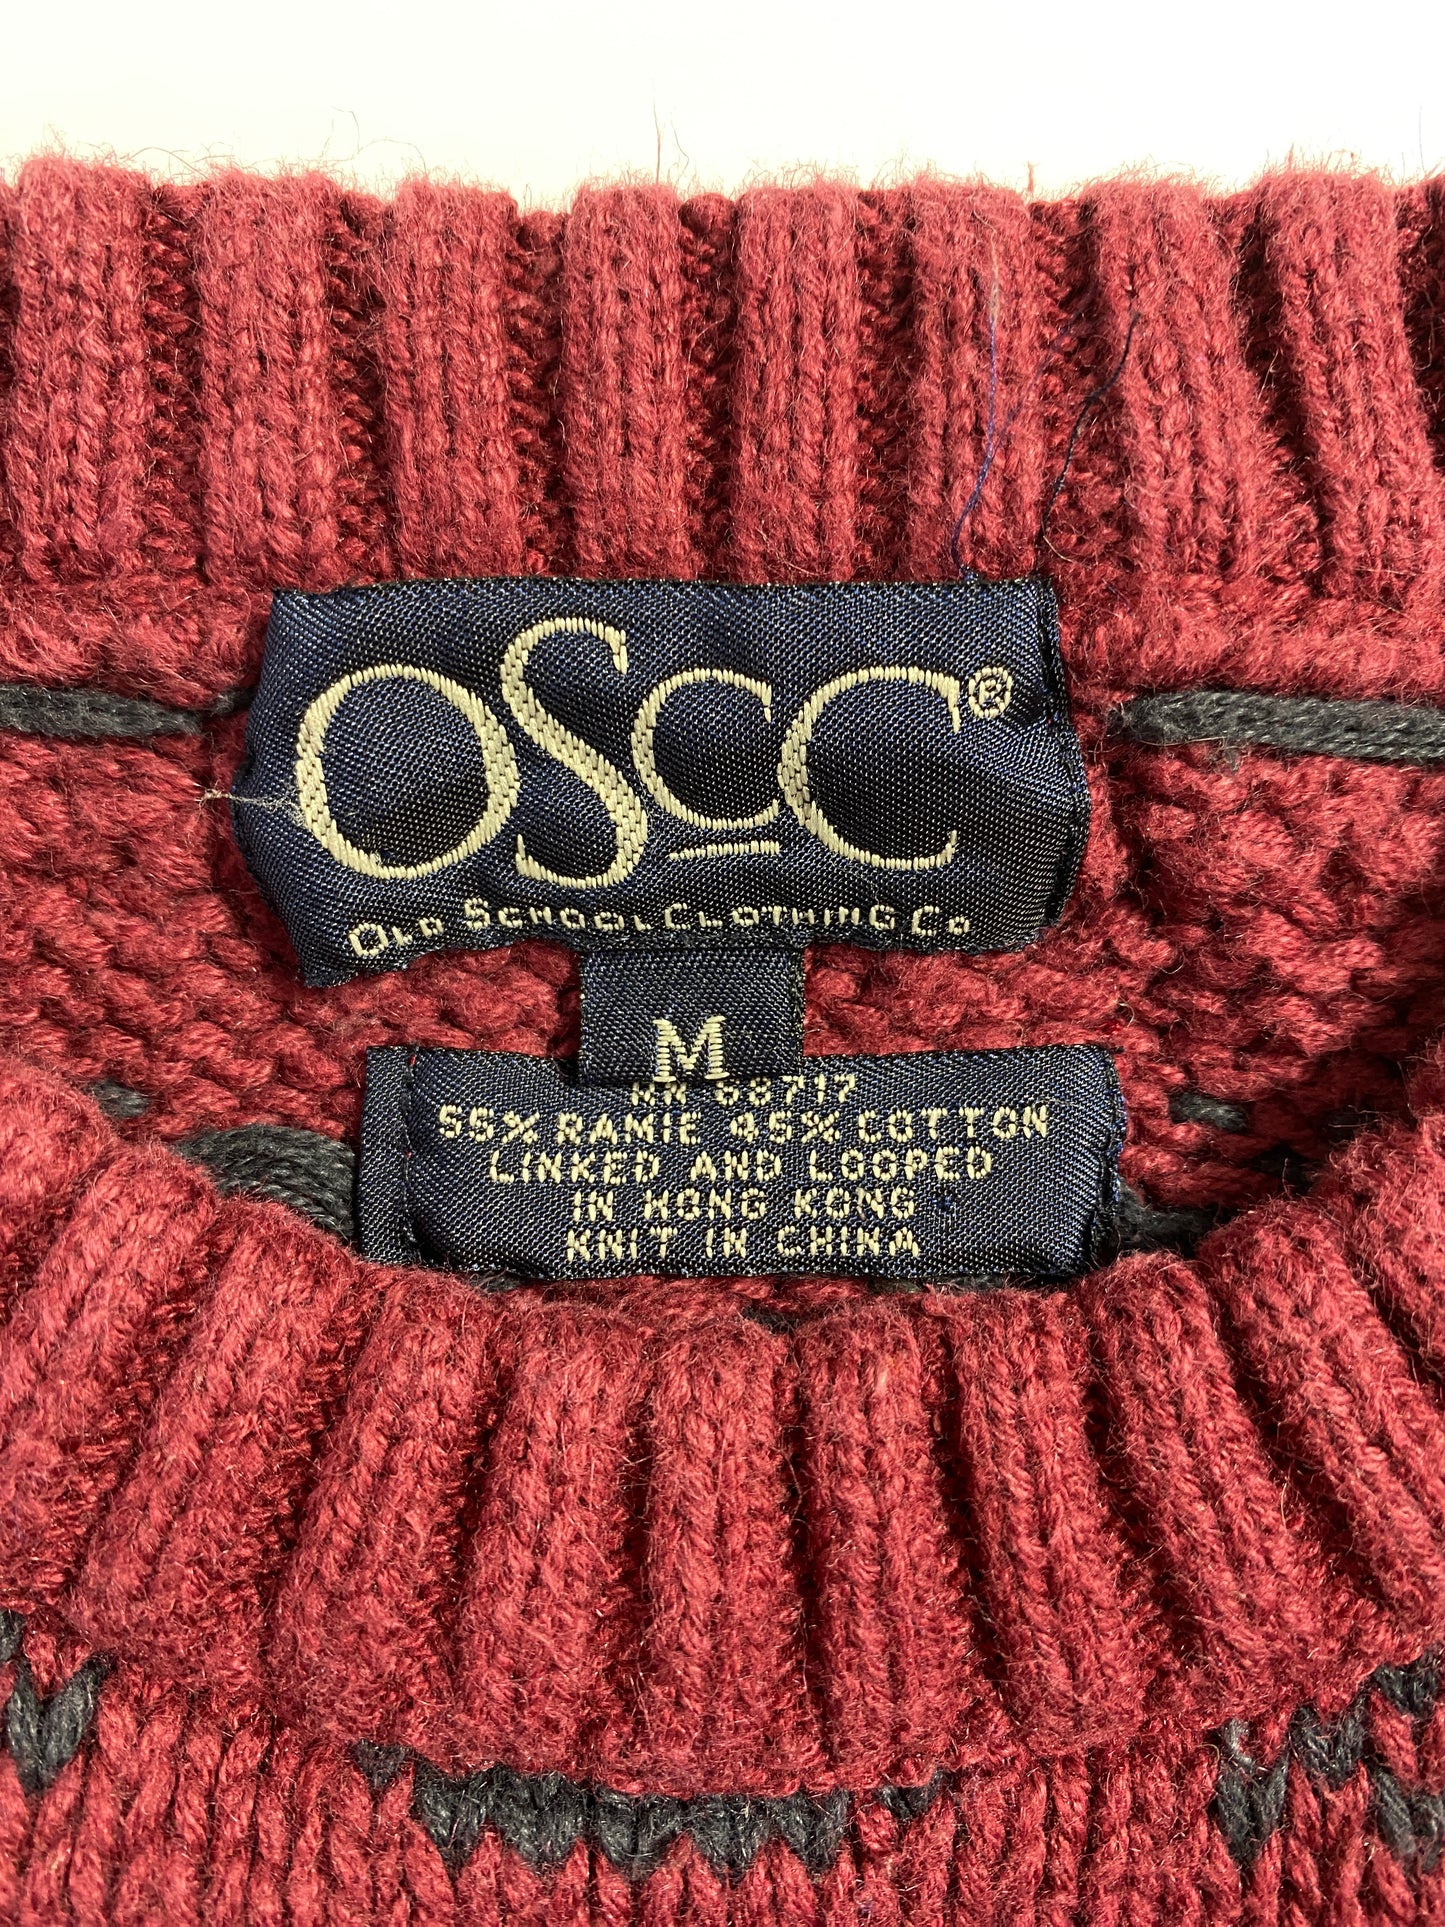 OSCC®
OLD SCHOOL CLOTHING CO
M
RN 68717
55% RAMIE 45% COTTON
LINKED AND LOOPED
IN HONG KONG
KNIT IN CHINA